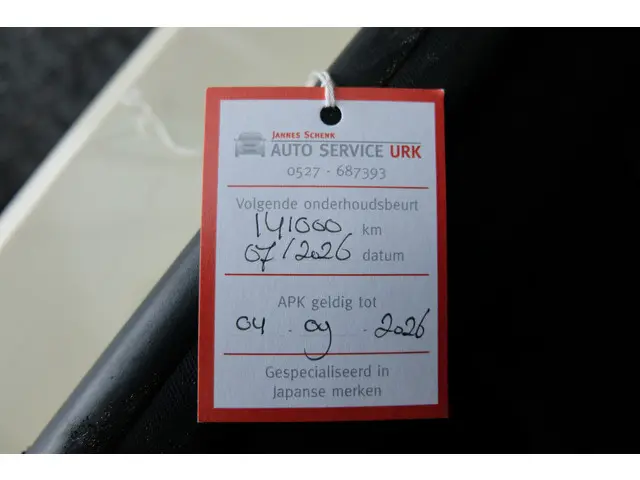 JANNES SCHENK
AUTO SERVICE URK
0527 - 687393
Volgende onderhoudsbeurt
141000 km
07/2026 datum
APK geldig tot
04 . 09 . 2026
Gespecialiseerd in
Japanse merken